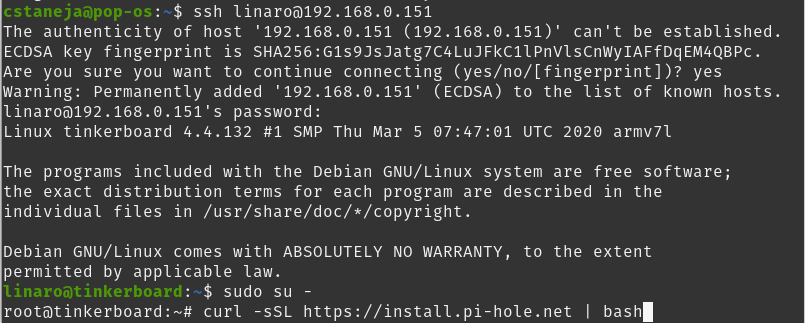 cstaneja@pop-os:~$ ssh linaro@192.168.0.151
The authenticity of host '192.168.0.151 (192.168.0.151)' can't be established.
ECDSA key fingerprint is SHA256:G1s9JsJatg7C4LuJFkC1lPnVlsCnWyIAFfDqEM4QBPc.
Are you sure you want to continue connecting (yes/no/[fingerprint])? yes
Warning: Permanently added '192.168.0.151' (ECDSA) to the list of known hosts.
linaro@192.168.0.151's password:
Linux tinkerboard 4.4.132 #1 SMP Thu Mar 5 07:47:01 UTC 2020 armv7l
The programs included with the Debian GNU/Linux system are free software;
the exact distribution terms for each program are described in the
individual files in /usr/share/doc/*/copyright.
Debian GNU/Linux comes with ABSOLUTELY NO WARRANTY, to the extent
permitted by applicable law.
linaro@tinkerboard:~$ sudo su -
root@tinkerboard:~# curl -sSL https://install.pi-hole.net | bash